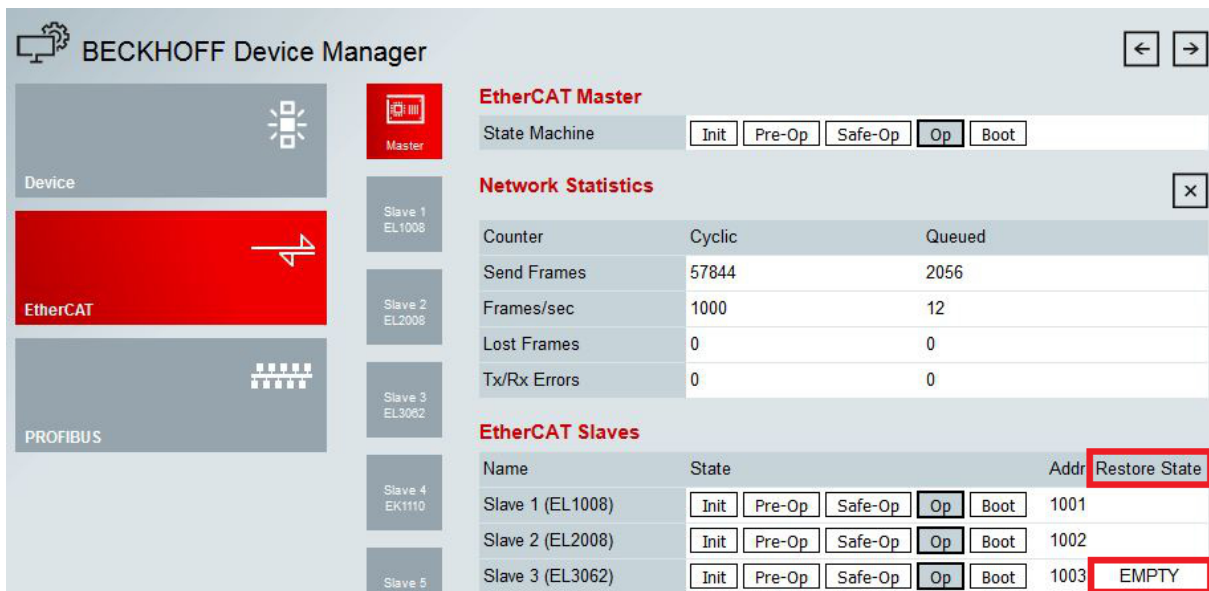 BECKHOFF Device Manager
Device
EtherCAT
PROFIBUS
Master
Slave 1
EL1008
Slave 2
EL2008
Slave 3
EL3062
Slave 4
EK1110
Slave 5
EtherCAT Master
State Machine Init Pre-Op Safe-Op Op Boot
Network Statistics
Counter Cyclic Queued
Send Frames 57844 2056
Frames/sec 1000 12
Lost Frames 0 0
Tx/Rx Errors 0 0
EtherCAT Slaves
Name State Addr Restore State
Slave 1 (EL1008) Init Pre-Op Safe-Op Op Boot 1001
Slave 2 (EL2008) Init Pre-Op Safe-Op Op Boot 1002
Slave 3 (EL3062) Init Pre-Op Safe-Op Op Boot 1003 EMPTY